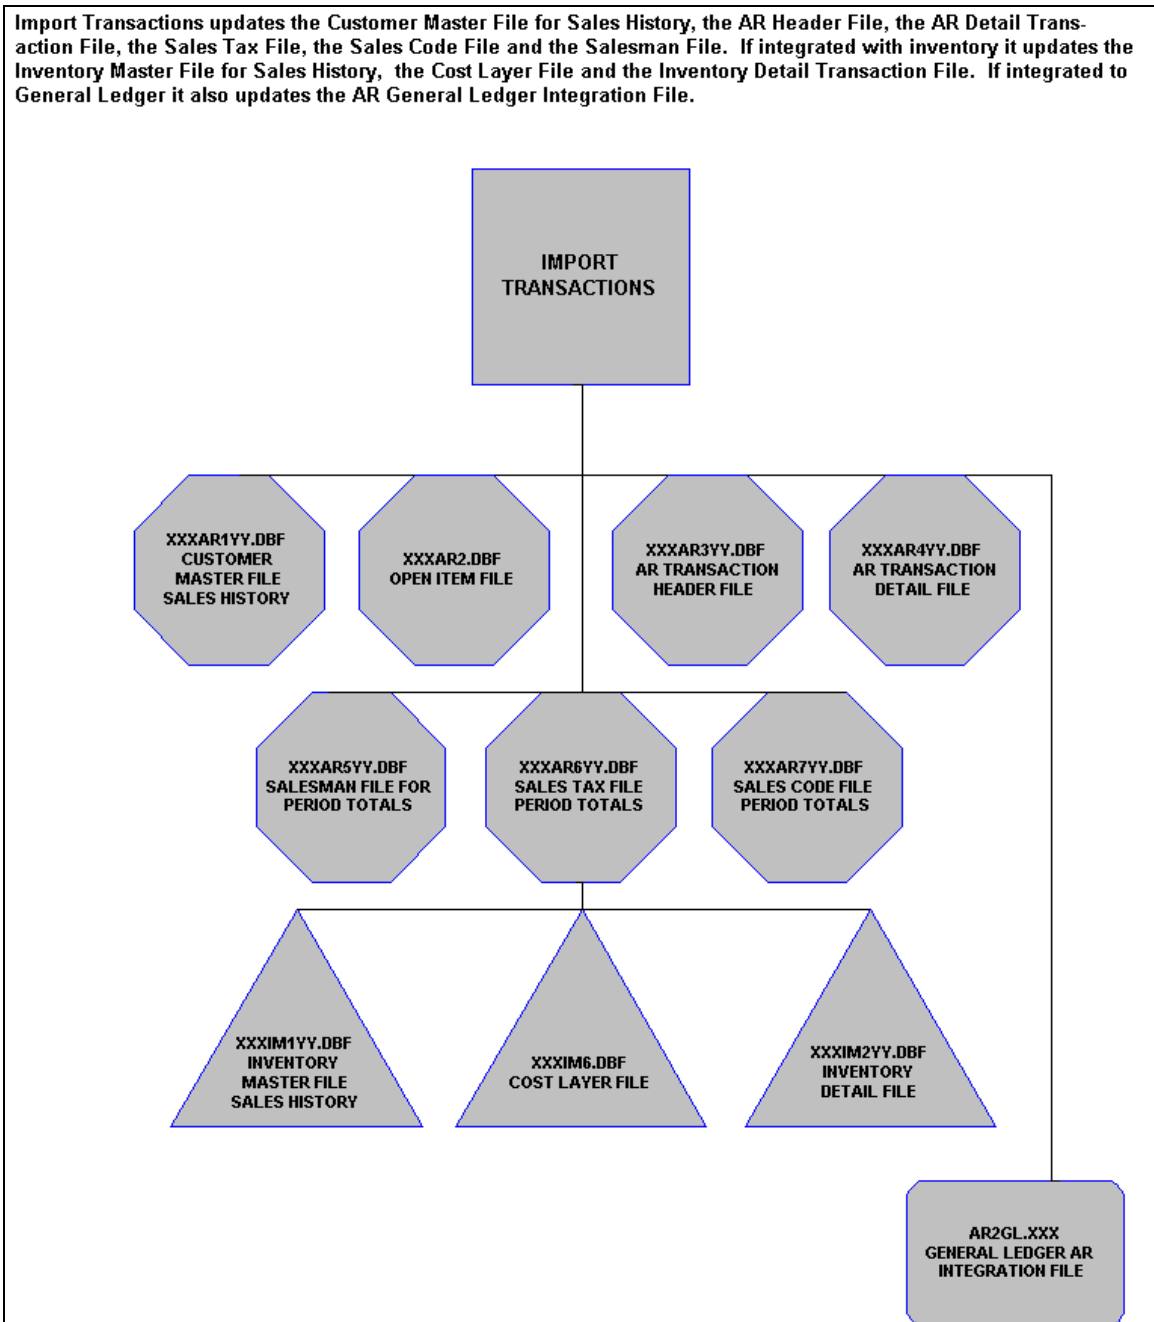 Import Transactions updates the Customer Master File for Sales History, the AR Header File, the AR Detail Trans-
action File, the Sales Tax File, the Sales Code File and the Salesman File.  If integrated with inventory it updates the
Inventory Master File for Sales History,  the Cost Layer File and the Inventory Detail Transaction File.  If integrated to
General Ledger it also updates the AR General Ledger Integration File.
IMPORT
TRANSACTIONS
XXXAR1YY.DBF
CUSTOMER
MASTER FILE
SALES HISTORY
XXXAR2.DBF
OPEN ITEM FILE
XXXAR3YY.DBF
AR TRANSACTION
HEADER FILE
XXXAR4YY.DBF
AR TRANSACTION
DETAIL FILE
XXXAR5YY.DBF
SALESMAN FILE FOR
PERIOD TOTALS
XXXAR6YY.DBF
SALES TAX FILE
PERIOD TOTALS
XXXAR7YY.DBF
SALES CODE FILE
PERIOD TOTALS
XXXIM1YY.DBF
INVENTORY
MASTER FILE
SALES HISTORY
XXXIM6.DBF
COST LAYER FILE
XXXIM2YY.DBF
INVENTORY
DETAIL FILE
AR2GL.XXX
GENERAL LEDGER AR
INTEGRATION FILE